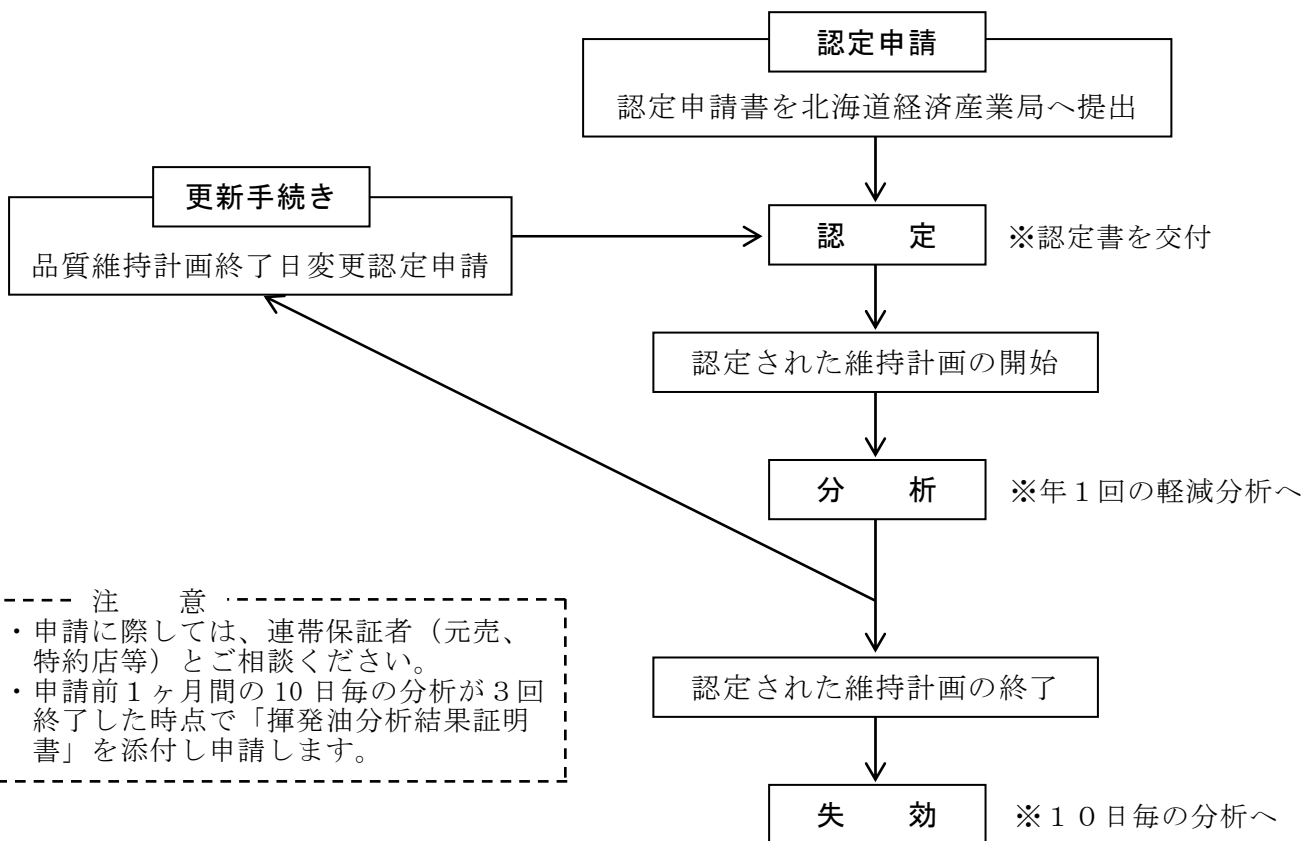 認定申請
認定申請書を北海道経済産業局へ提出
更新手続き
品質維持計画終了日変更認定申請
認　　定　※認定書を交付
認定された維持計画の開始
分　　析　※年１回の軽減分析へ
注　　意
・申請に際しては、連帯保証者（元売、
特約店等）とご相談ください。
・申請前１ヶ月間の 10 日毎の分析が３回
終了した時点で「揮発油分析結果証明
書」を添付し申請します。
認定された維持計画の終了
失　　効　※１０日毎の分析へ